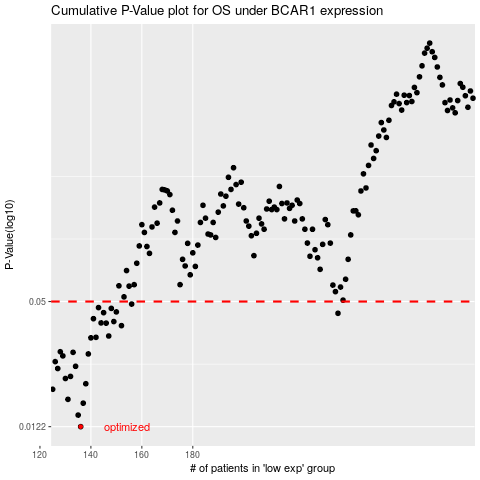 Cumulative P-Value plot for OS under BCAR1 expression
P-Value(log10)
0.05
0.0122
optimized
120 140 160 180
# of patients in 'low exp' group